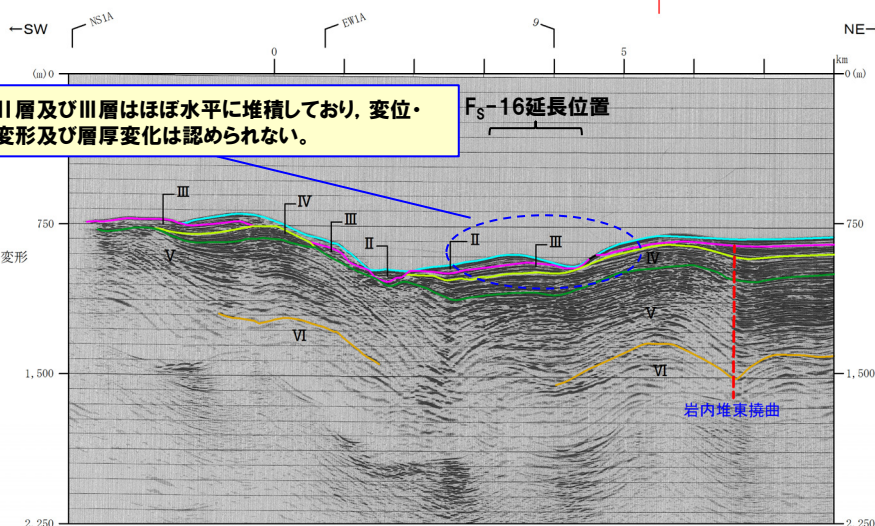 NS1A
EW1A
9
←SW
NE
0
5
km
(m) 0
0 (m)
II層及びⅢ層はほぼ水平に堆積しており，変位・
変形及び層厚変化は認められない。
FS-16延長位置
Ⅲ
Ⅳ
Ⅲ
Ⅱ
Ⅱ
Ⅲ
Ⅳ
750
750
変形
Ⅴ
Ⅴ
Ⅵ
Ⅵ
1,500
1,500
岩内堆東撓曲
2,250
2,250